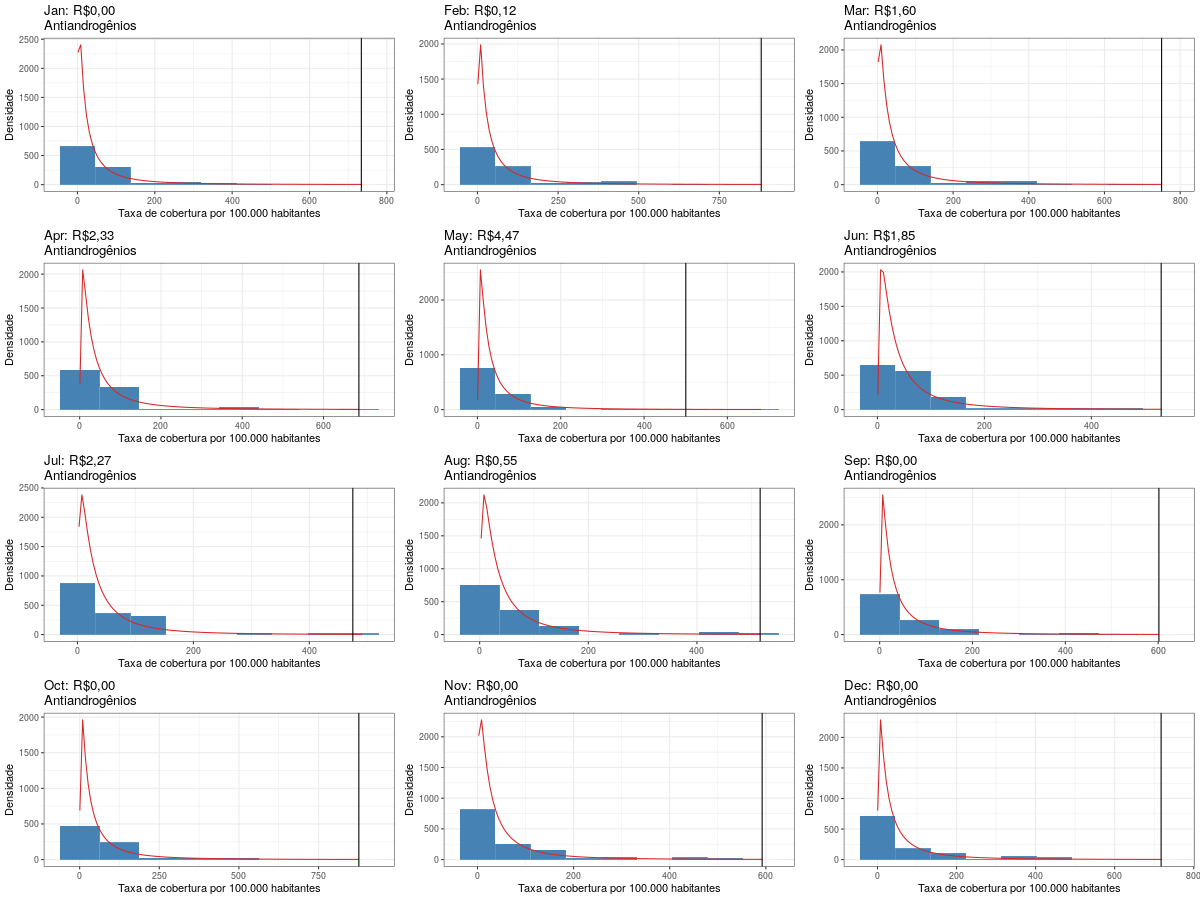 Jan: R$0,00
Antiandrogênios
2500
2000
1500
1000
500
0
Densidade
0
200
400
600
800
Taxa de cobertura por 100.000 habitantes
Feb: R$0,12
Antiandrogênios
2000
1500
1000
500
0
Densidade
0
250
500
750
Taxa de cobertura por 100.000 habitantes
Mar: R$1,60
Antiandrogênios
2000
1500
1000
500
0
Densidade
0
200
400
600
800
Taxa de cobertura por 100.000 habitantes
Apr: R$2,33
Antiandrogênios
2000
1500
1000
500
0
Densidade
0
200
400
600
Taxa de cobertura por 100.000 habitantes
May: R$4,47
Antiandrogênios
2000
1000
0
Densidade
0
200
400
600
Taxa de cobertura por 100.000 habitantes
Jun: R$1,85
Antiandrogênios
2000
1500
1000
500
0
Densidade
0
200
400
Taxa de cobertura por 100.000 habitantes
Jul: R$2,27
Antiandrogênios
2500
2000
1500
1000
500
0
Densidade
0
200
400
Taxa de cobertura por 100.000 habitantes
Aug: R$0,55
Antiandrogênios
2000
1500
1000
500
0
Densidade
0
200
400
Taxa de cobertura por 100.000 habitantes
Sep: R$0,00
Antiandrogênios
2000
1000
0
Densidade
0
200
400
600
Taxa de cobertura por 100.000 habitantes
Oct: R$0,00
Antiandrogênios
2000
1500
1000
500
0
Densidade
0
250
500
750
Taxa de cobertura por 100.000 habitantes
Nov: R$0,00
Antiandrogênios
2000
1500
1000
500
0
Densidade
0
200
400
600
Taxa de cobertura por 100.000 habitantes
Dec: R$0,00
Antiandrogênios
2000
1500
1000
500
0
Densidade
0
200
400
600
800
Taxa de cobertura por 100.000 habitantes